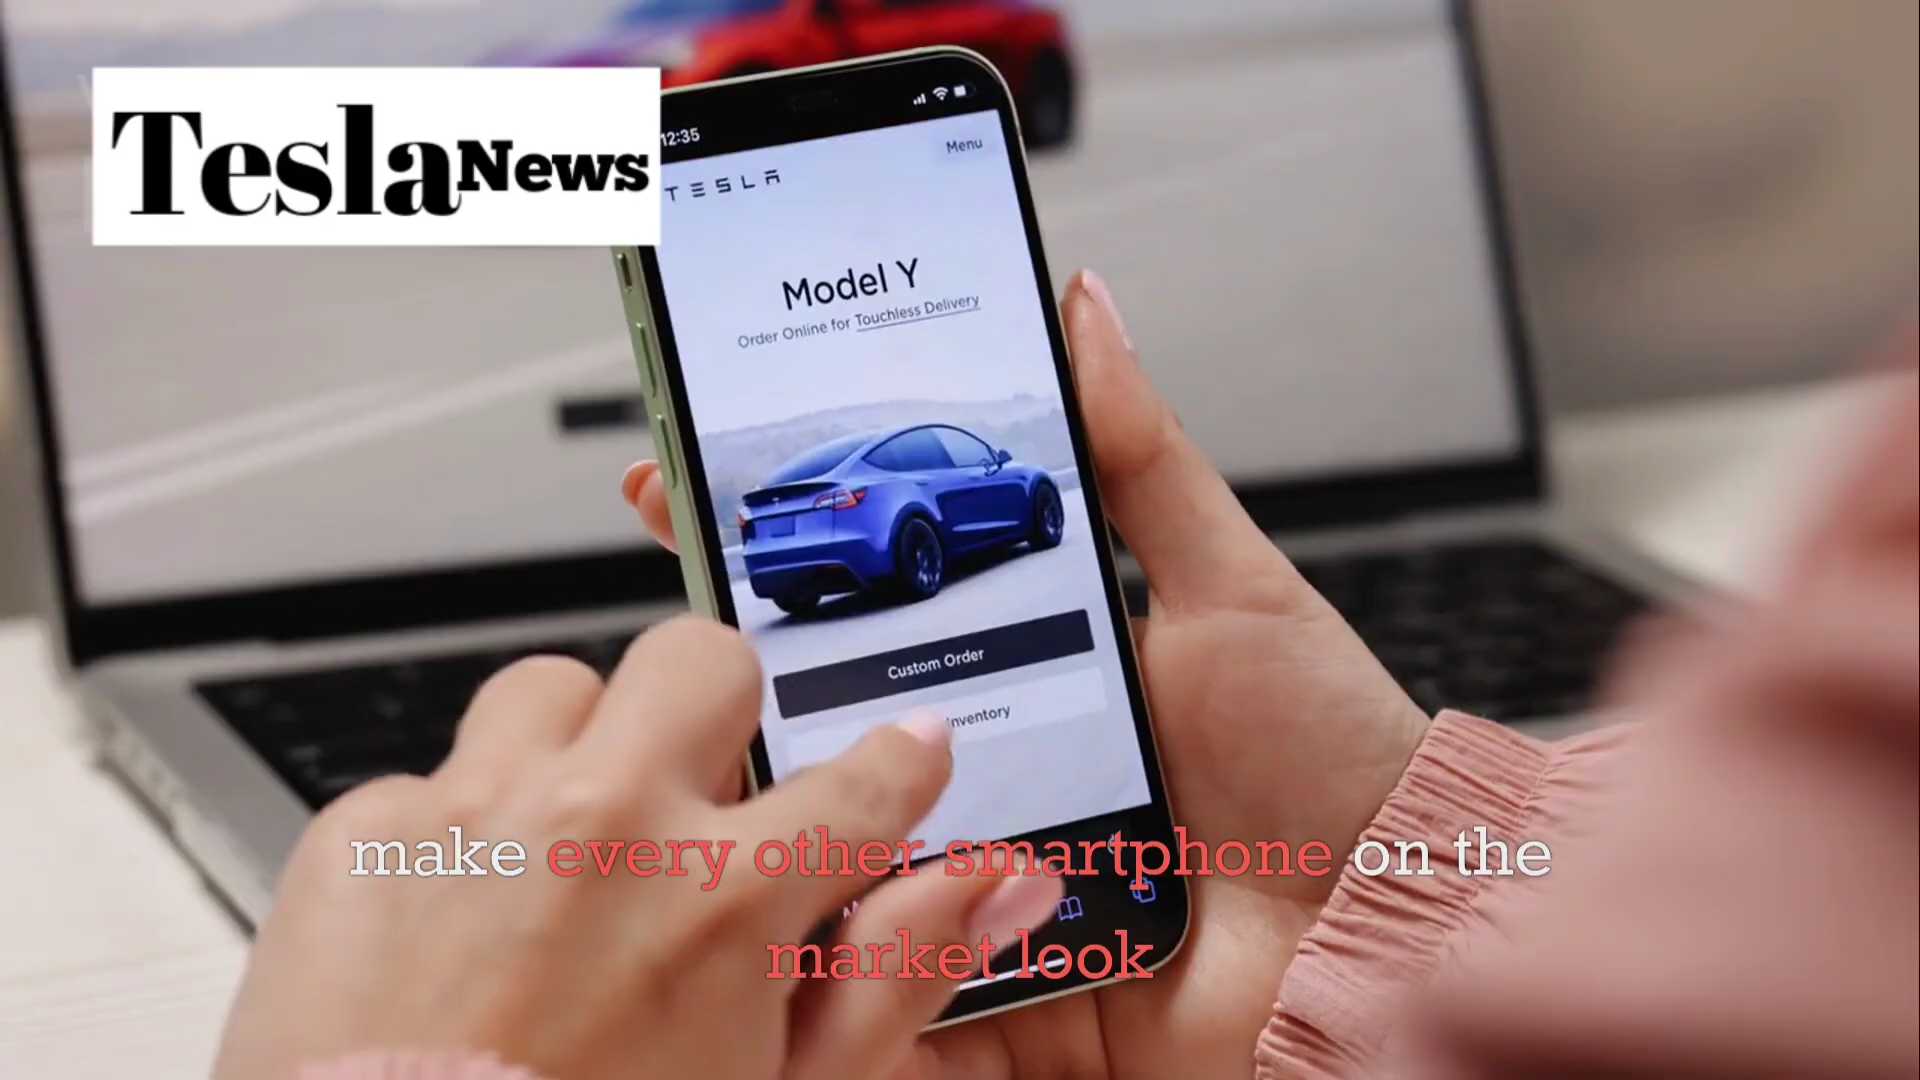 TeslaNews
12:35
Menu
TESLA
Model Y
Order Online for Touchless Delivery
Custom Order
Inventory
make every other smartphone on the
market look